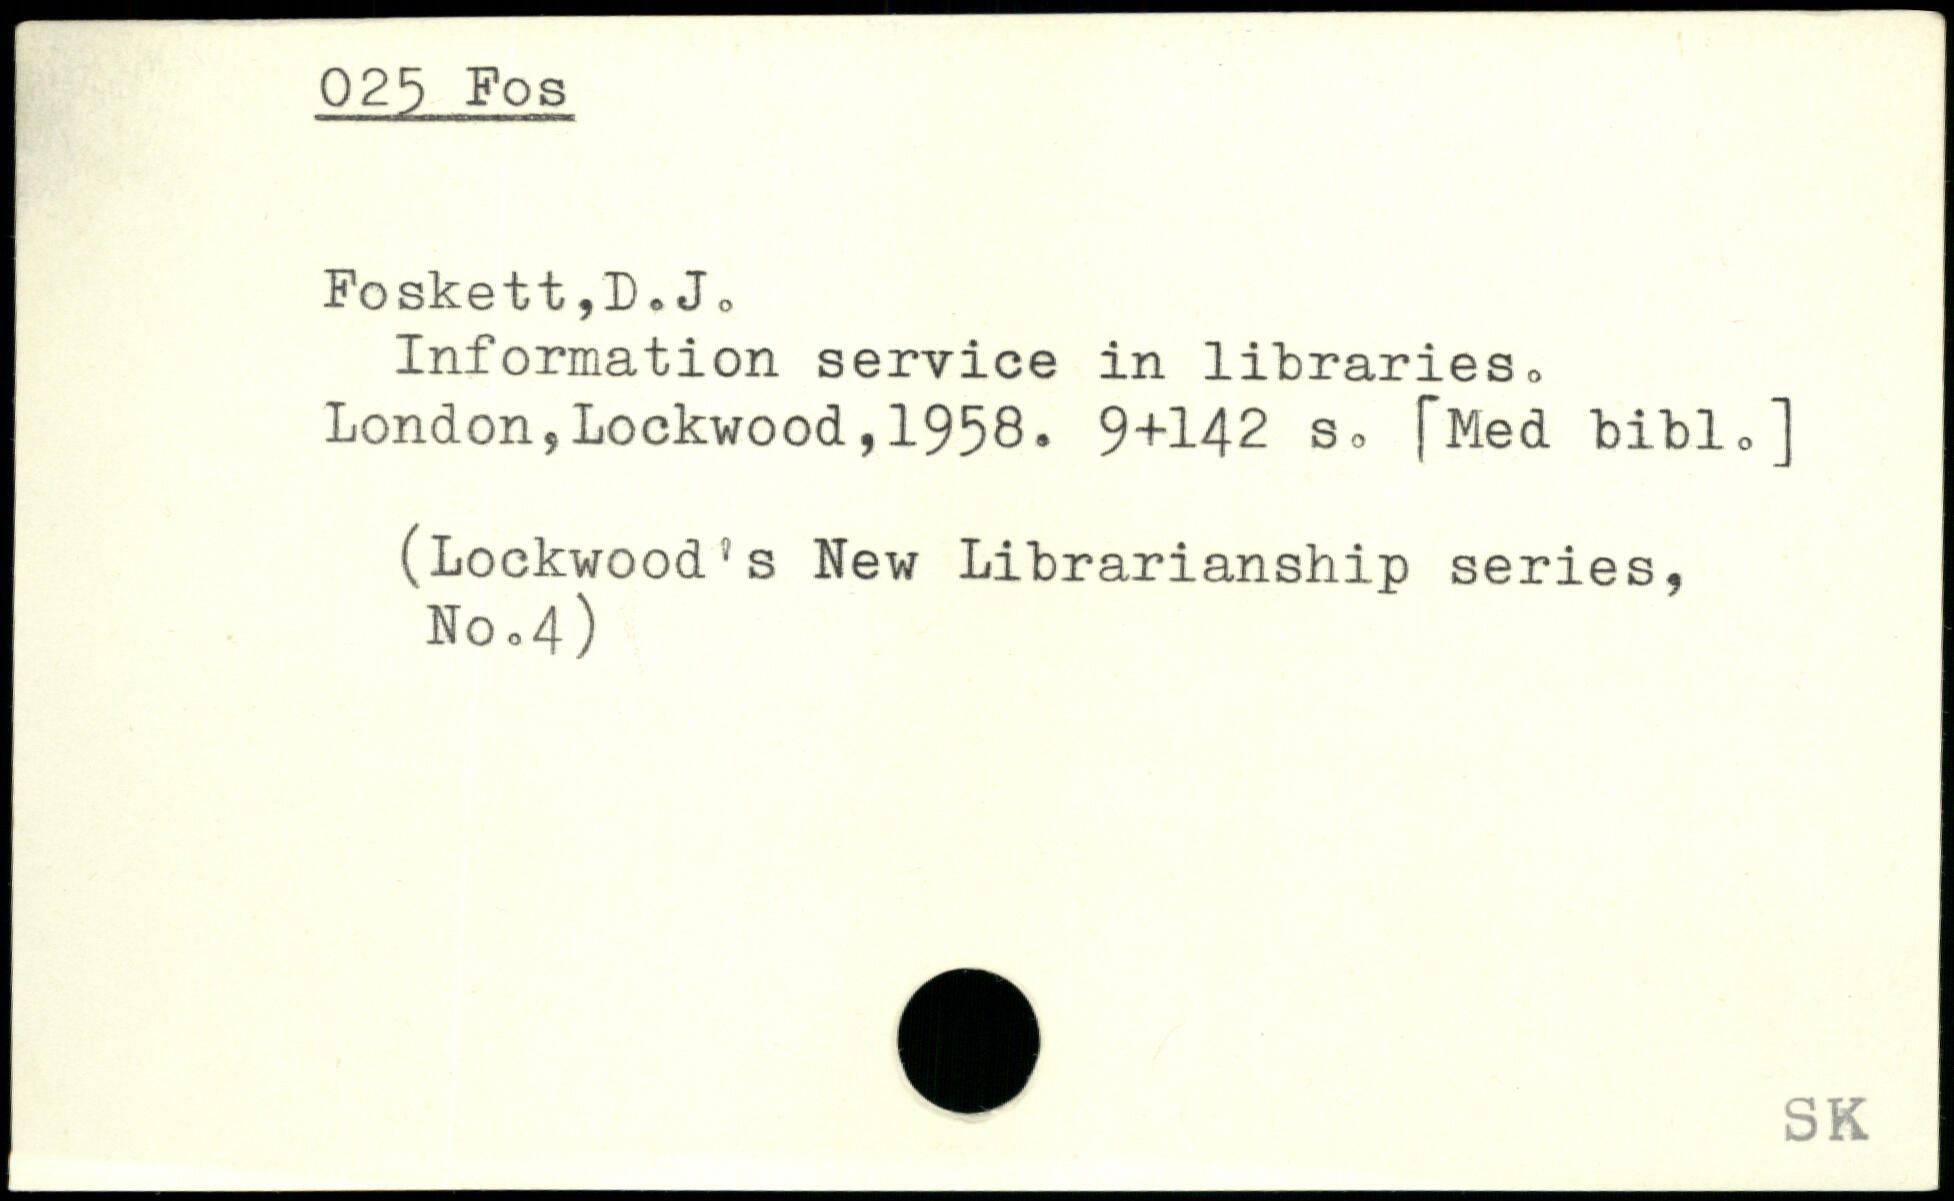 025 Fos
Foskett,D.J.
Information service in libraries.
London,Lockwood,1958. 9+142 s. [Med bibl.]
(Lockwood's New Librarianship series,
No.4)
SK